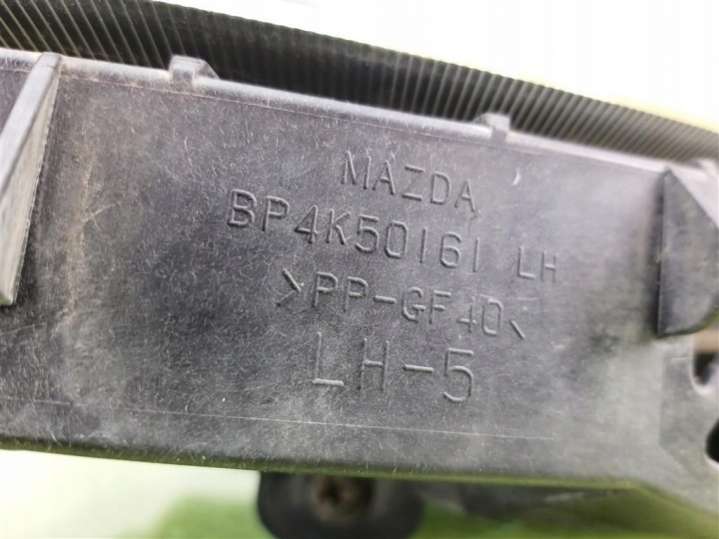 MAZDA
BP4K50161 LH
>PP-GF40<
LH-5